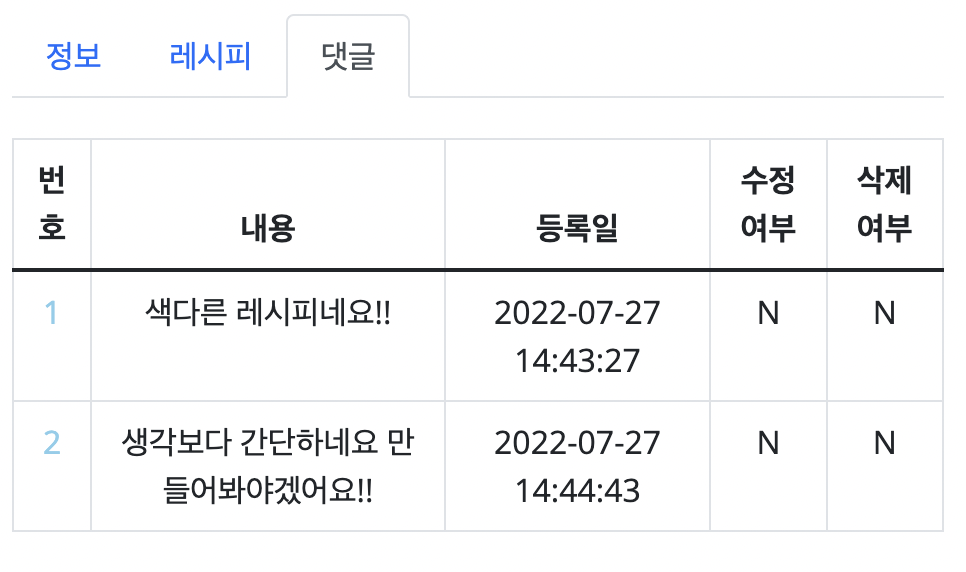 정보 레시피 댓글
번호 내용 등록일 수정여부 삭제여부
1 색다른 레시피네요!! 2022-07-27 14:43:27 N N
2 생각보다 간단하네요 만들어봐야겠어요!! 2022-07-27 14:44:43 N N